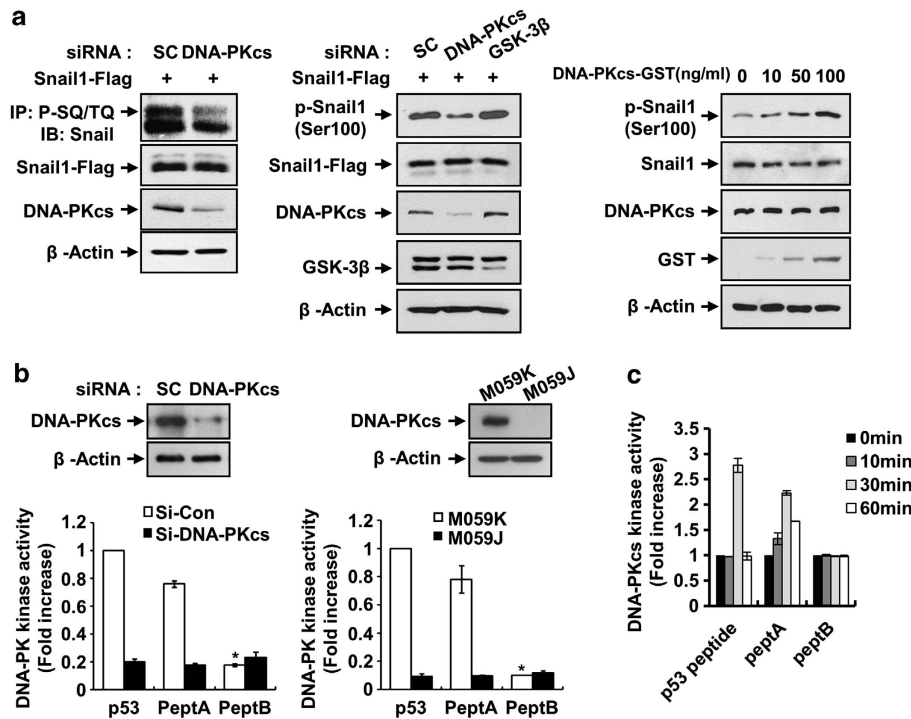 a
siRNA : SC DNA-PKcs
Snail1-Flag + +
IP: P-SQ/TQ
IB: Snail
Snail1-Flag
DNA-PKcs
β -Actin
siRNA : SC DNA-PKcs GSK-3β
Snail1-Flag + + +
p-Snail1
(Ser100)
Snail1-Flag
DNA-PKcs
GSK-3β
β -Actin
DNA-PKcs-GST(ng/ml) 0 10 50 100
p-Snail1
(Ser100)
Snail1
DNA-PKcs
GST
β -Actin
b
siRNA : SC DNA-PKcs
DNA-PKcs
β -Actin
DNA-PK kinase activity
(Fold increase)
1.2
1
0.8
0.6
0.4
0.2
0
Si-Con
Si-DNA-PKcs
*
p53 PeptA PeptB
M059K M059J
DNA-PKcs
β -Actin
DNA-PK kinase activity
(Fold increase)
1.2
1
0.8
0.6
0.4
0.2
0
M059K
M059J
*
p53 PeptA PeptB
c
DNA-PKcs kinase activity
(Fold increase)
3.5
3
2.5
2
1.5
1
0.5
0
0min
10min
30min
60min
p53 peptide peptA peptB